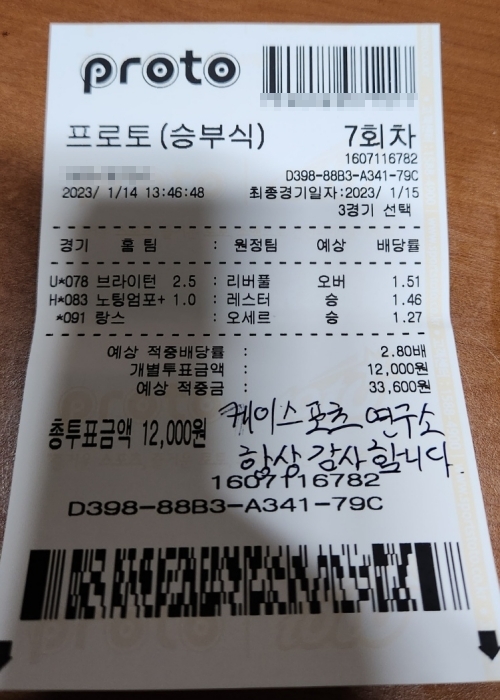 proto
프로토 (승부식) 7회차
1607116782
D398-88B3-A341-79C
2023/ 1/14 13:46:48 최종경기일자:2023/ 1/15
3경기 선택
경기 홈 팀 : 원정팀 예상 배당률
U*078 브라이턴 2.5 : 리버풀 오버 1.51
H*083 노팅엄포+ 1.0 : 레스터 승 1.46
*091 랑스 : 오세르 승 1.27
예상 적중배당률 : 2.80배
개별투표금액 : 12,000원
예상 적중금 : 33,600원
케이스포츠 연구소
총투표금액 12,000원
항상 감사합니다.
1607116782
D398-88B3-A341-79C
proto